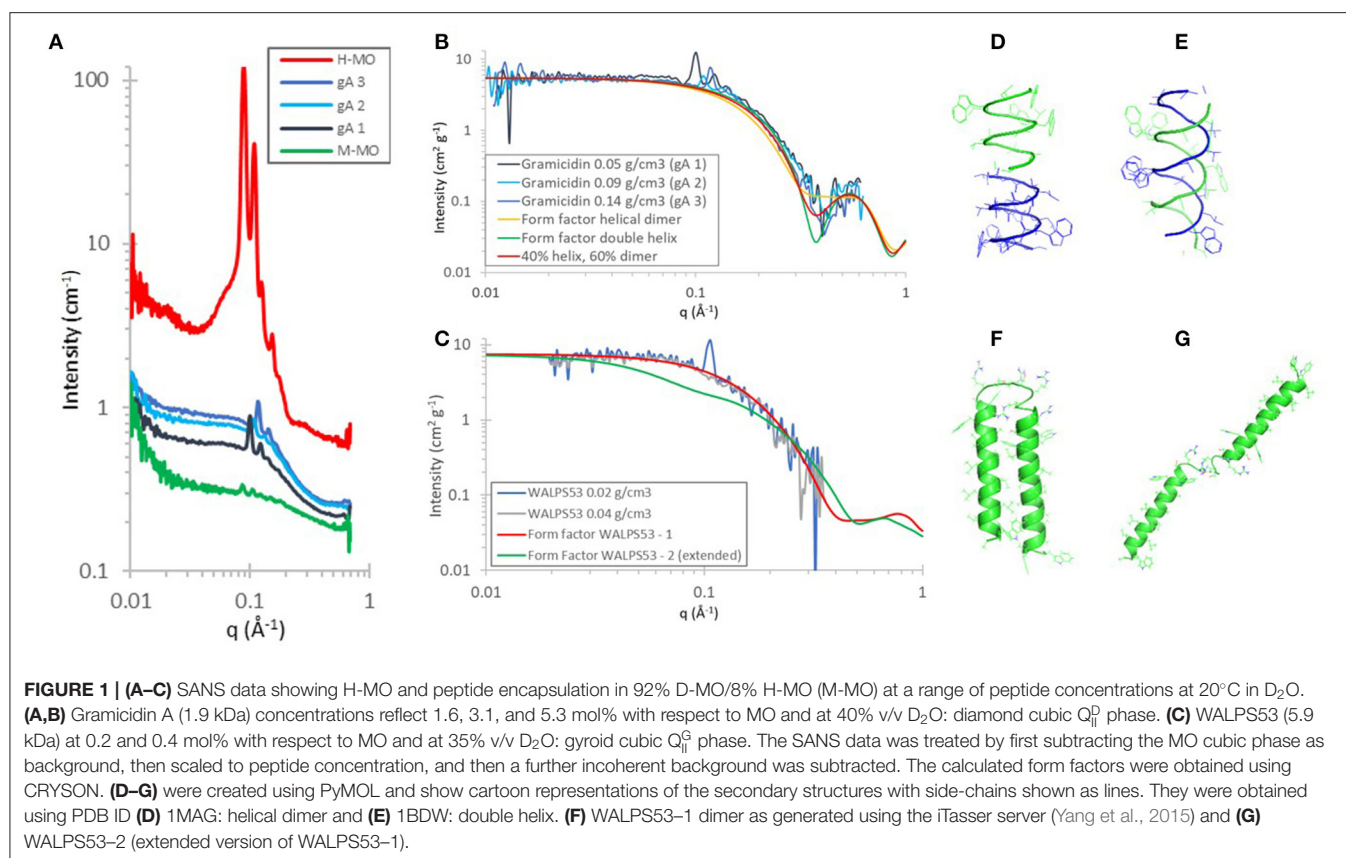 A
H-MO
gA 3
gA 2
gA 1
M-MO
100
10
1
0.1
Intensity (cm⁻¹)
0.01
0.1
1
q (Å⁻¹)
B
10
1
0.1
0.01
Intensity (cm² g⁻¹)
Gramicidin 0.05 g/cm3 (gA 1)
Gramicidin 0.09 g/cm3 (gA 2)
Gramicidin 0.14 g/cm3 (gA 3)
Form factor helical dimer
Form factor double helix
40% helix, 60% dimer
0.01
0.1
1
q (Å⁻¹)
D
E
C
10
1
0.1
0.01
Intensity (cm² g⁻¹)
WALPS53 0.02 g/cm3
WALPS53 0.04 g/cm3
Form factor WALPS53 - 1
Form Factor WALPS53 - 2 (extended)
0.01
0.1
1
q (Å⁻¹)
F
G
FIGURE 1 | (A–C) SANS data showing H-MO and peptide encapsulation in 92% D-MO/8% H-MO (M-MO) at a range of peptide concentrations at 20°C in D₂O.
(A,B) Gramicidin A (1.9 kDa) concentrations reflect 1.6, 3.1, and 5.3 mol% with respect to MO and at 40% v/v D₂O: diamond cubic Q_II^D phase. (C) WALPS53 (5.9
kDa) at 0.2 and 0.4 mol% with respect to MO and at 35% v/v D₂O: gyroid cubic Q_II^G phase. The SANS data was treated by first subtracting the MO cubic phase as
background, then scaled to peptide concentration, and then a further incoherent background was subtracted. The calculated form factors were obtained using
CRYSON. (D–G) were created using PyMOL and show cartoon representations of the secondary structures with side-chains shown as lines. They were obtained
using PDB ID (D) 1MAG: helical dimer and (E) 1BDW: double helix. (F) WALPS53–1 dimer as generated using the iTasser server (Yang et al., 2015) and (G)
WALPS53–2 (extended version of WALPS53–1).